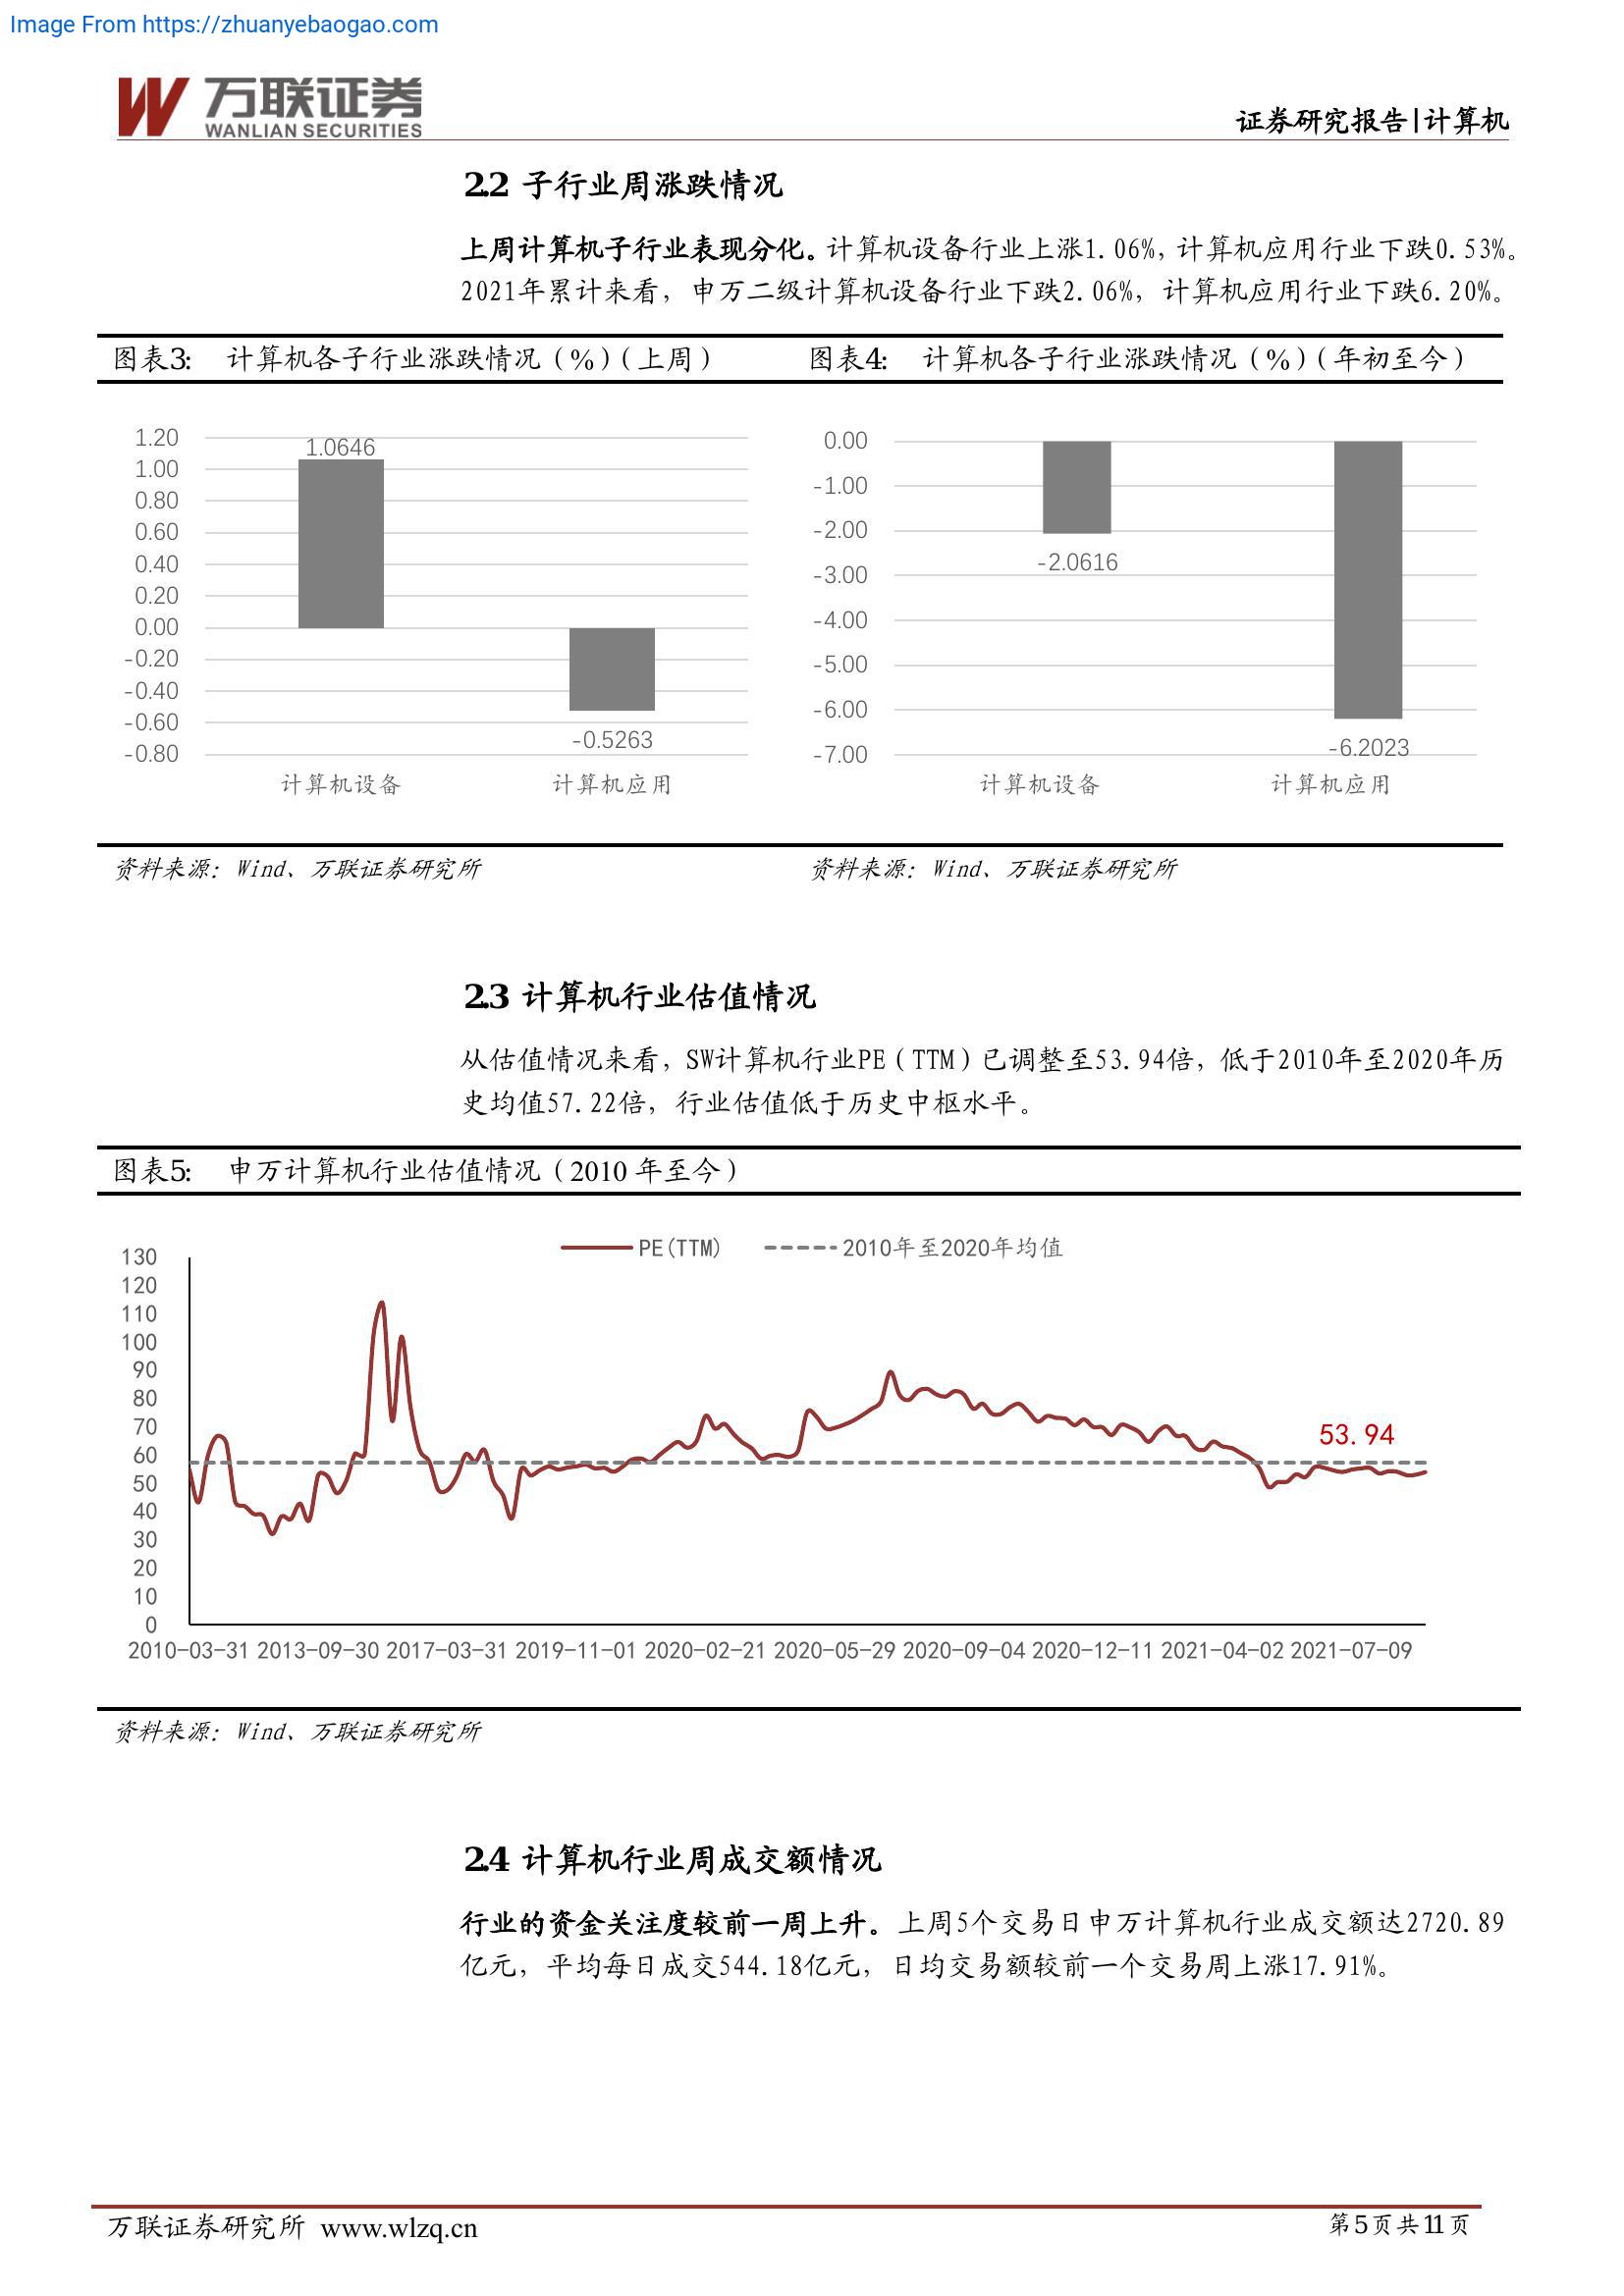 Image From https://zhuanyebaogao.com
万联证券
WANLIAN SECURITIES
证券研究报告|计算机
2.2 子行业周涨跌情况
上周计算机子行业表现分化。计算机设备行业上涨1.06%，计算机应用行业下跌0.53%。
2021年累计来看，申万二级计算机设备行业下跌2.06%，计算机应用行业下跌6.20%。
图表3： 计算机各子行业涨跌情况（%）（上周）
1.20
1.00
0.80
0.60
0.40
0.20
0.00
-0.20
-0.40
-0.60
-0.80
1.0646
-0.5263
计算机设备 计算机应用
资料来源：Wind、万联证券研究所
图表4： 计算机各子行业涨跌情况（%）（年初至今）
0.00
-1.00
-2.00
-3.00
-4.00
-5.00
-6.00
-7.00
-2.0616
-6.2023
计算机设备 计算机应用
资料来源：Wind、万联证券研究所
2.3 计算机行业估值情况
从估值情况来看，SW计算机行业PE（TTM）已调整至53.94倍，低于2010年至2020年历
史均值57.22倍，行业估值低于历史中枢水平。
图表5： 申万计算机行业估值情况（2010 年至今）
PE(TTM) 2010年至2020年均值
130
120
110
100
90
80
70
60
50
40
30
20
10
0
53.94
2010-03-31 2013-09-30 2017-03-31 2019-11-01 2020-02-21 2020-05-29 2020-09-04 2020-12-11 2021-04-02 2021-07-09
资料来源：Wind、万联证券研究所
2.4 计算机行业周成交额情况
行业的资金关注度较前一周上升。上周5个交易日申万计算机行业成交额达2720.89
亿元，平均每日成交544.18亿元，日均交易额较前一个交易周上涨17.91%。
万联证券研究所 www.wlzq.cn
第5页共11页